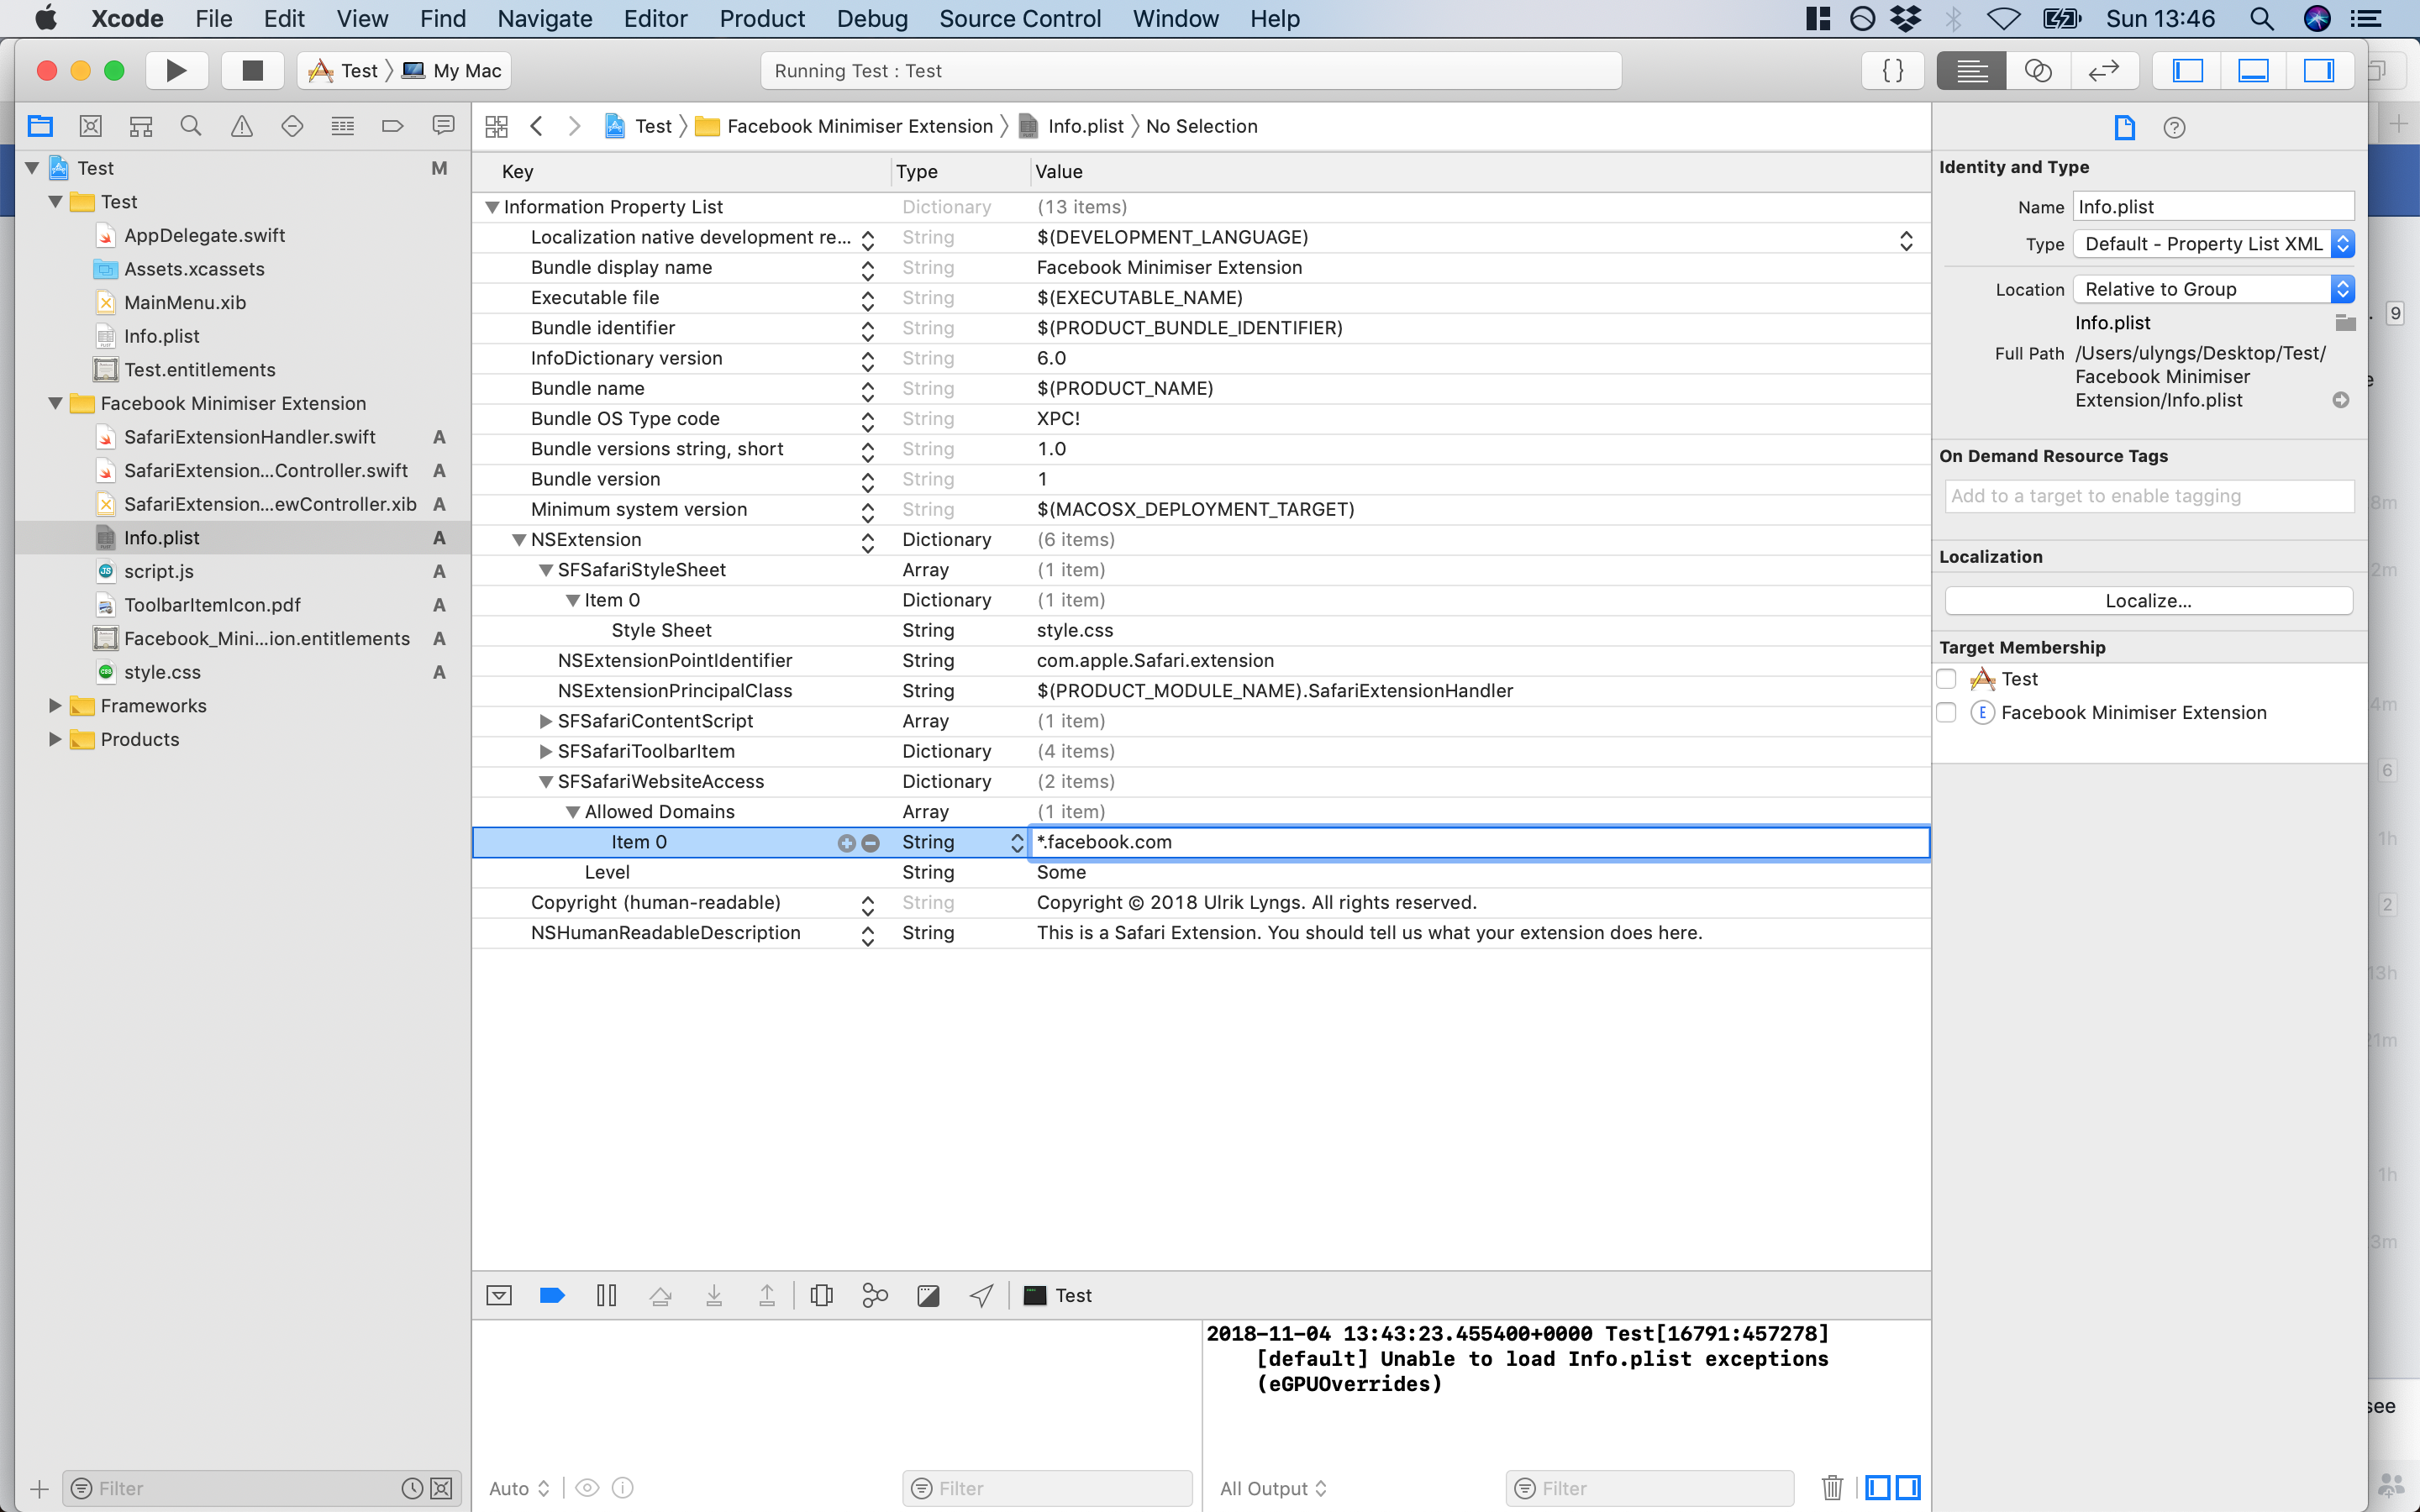 Xcode File Edit View Find Navigate Editor Product Debug Source Control Window Help Sun 13:46
Test My Mac Running Test : Test { }
Test Facebook Minimiser Extension Info.plist No Selection
Test M
Test
AppDelegate.swift
Assets.xcassets
MainMenu.xib
Info.plist
Test.entitlements
Facebook Minimiser Extension
SafariExtensionHandler.swift A
SafariExtension...Controller.swift A
SafariExtension...ewController.xib A
Info.plist A
script.js A
ToolbarItemIcon.pdf A
Facebook_Mini...ion.entitlements A
style.css A
Frameworks
Products
Filter
Key Type Value
Information Property List Dictionary (13 items)
Localization native development re... String $(DEVELOPMENT_LANGUAGE)
Bundle display name String Facebook Minimiser Extension
Executable file String $(EXECUTABLE_NAME)
Bundle identifier String $(PRODUCT_BUNDLE_IDENTIFIER)
InfoDictionary version String 6.0
Bundle name String $(PRODUCT_NAME)
Bundle OS Type code String XPC!
Bundle versions string, short String 1.0
Bundle version String 1
Minimum system version String $(MACOSX_DEPLOYMENT_TARGET)
NSExtension Dictionary (6 items)
SFSafariStyleSheet Array (1 item)
Item 0 Dictionary (1 item)
Style Sheet String style.css
NSExtensionPointIdentifier String com.apple.Safari.extension
NSExtensionPrincipalClass String $(PRODUCT_MODULE_NAME).SafariExtensionHandler
SFSafariContentScript Array (1 item)
SFSafariToolbarItem Dictionary (4 items)
SFSafariWebsiteAccess Dictionary (2 items)
Allowed Domains Array (1 item)
Item 0 String *.facebook.com
Level String Some
Copyright (human-readable) String Copyright © 2018 Ulrik Lyngs. All rights reserved.
NSHumanReadableDescription String This is a Safari Extension. You should tell us what your extension does here.
Test
2018-11-04 13:43:23.455400+0000 Test[16791:457278]
[default] Unable to load Info.plist exceptions
(eGPUOverrides)
Auto Filter All Output Filter
Identity and Type
Name Info.plist
Type Default - Property List XML
Location Relative to Group
Info.plist
Full Path /Users/ulyngs/Desktop/Test/
Facebook Minimiser
Extension/Info.plist
On Demand Resource Tags
Add to a target to enable tagging
Localization
Localize...
Target Membership
Test
E Facebook Minimiser Extension
9
8m
2m
4m
6
1h
2
13h
21m
1h
3m
see